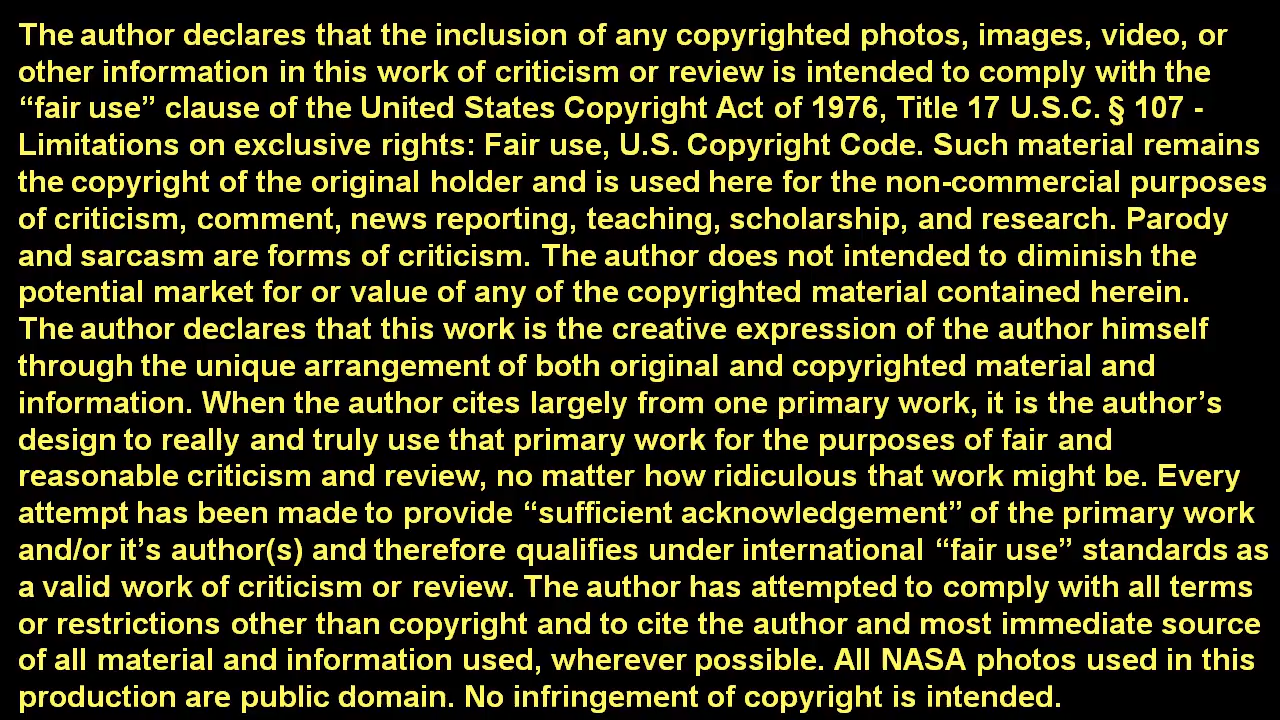 The author declares that the inclusion of any copyrighted photos, images, video, or
other information in this work of criticism or review is intended to comply with the
“fair use” clause of the United States Copyright Act of 1976, Title 17 U.S.C. § 107 -
Limitations on exclusive rights: Fair use, U.S. Copyright Code. Such material remains
the copyright of the original holder and is used here for the non-commercial purposes
of criticism, comment, news reporting, teaching, scholarship, and research. Parody
and sarcasm are forms of criticism. The author does not intended to diminish the
potential market for or value of any of the copyrighted material contained herein.
The author declares that this work is the creative expression of the author himself
through the unique arrangement of both original and copyrighted material and
information. When the author cites largely from one primary work, it is the author’s
design to really and truly use that primary work for the purposes of fair and
reasonable criticism and review, no matter how ridiculous that work might be. Every
attempt has been made to provide “sufficient acknowledgement” of the primary work
and/or it’s author(s) and therefore qualifies under international “fair use” standards as
a valid work of criticism or review. The author has attempted to comply with all terms
or restrictions other than copyright and to cite the author and most immediate source
of all material and information used, wherever possible. All NASA photos used in this
production are public domain. No infringement of copyright is intended.